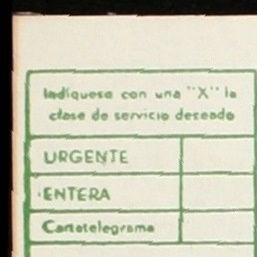 Indíquese con una "X" la
clase de servicio deseado
URGENTE
ENTERA
Cartatelegrama